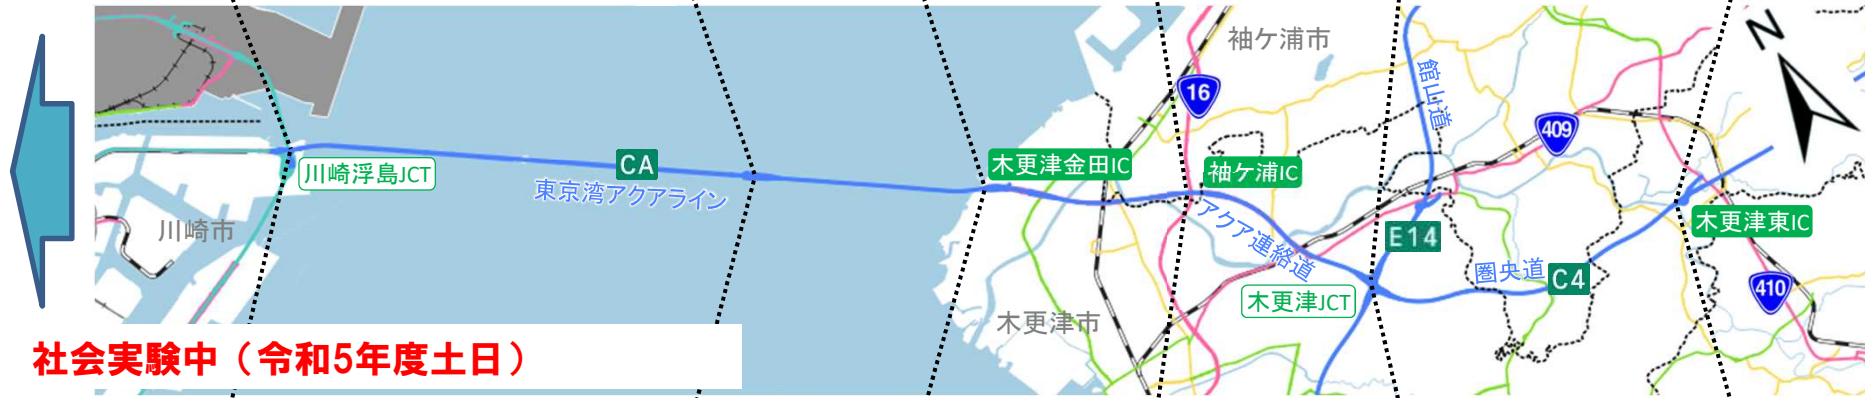 袖ケ浦市
N
館山道
16
409
川崎浮島JCT
CA
東京湾アクアライン
木更津金田IC
袖ケ浦IC
川崎市
アクア連絡道
E14
木更津東IC
圏央道
C4
木更津JCT
410
木更津市
社会実験中（令和5年度土日）